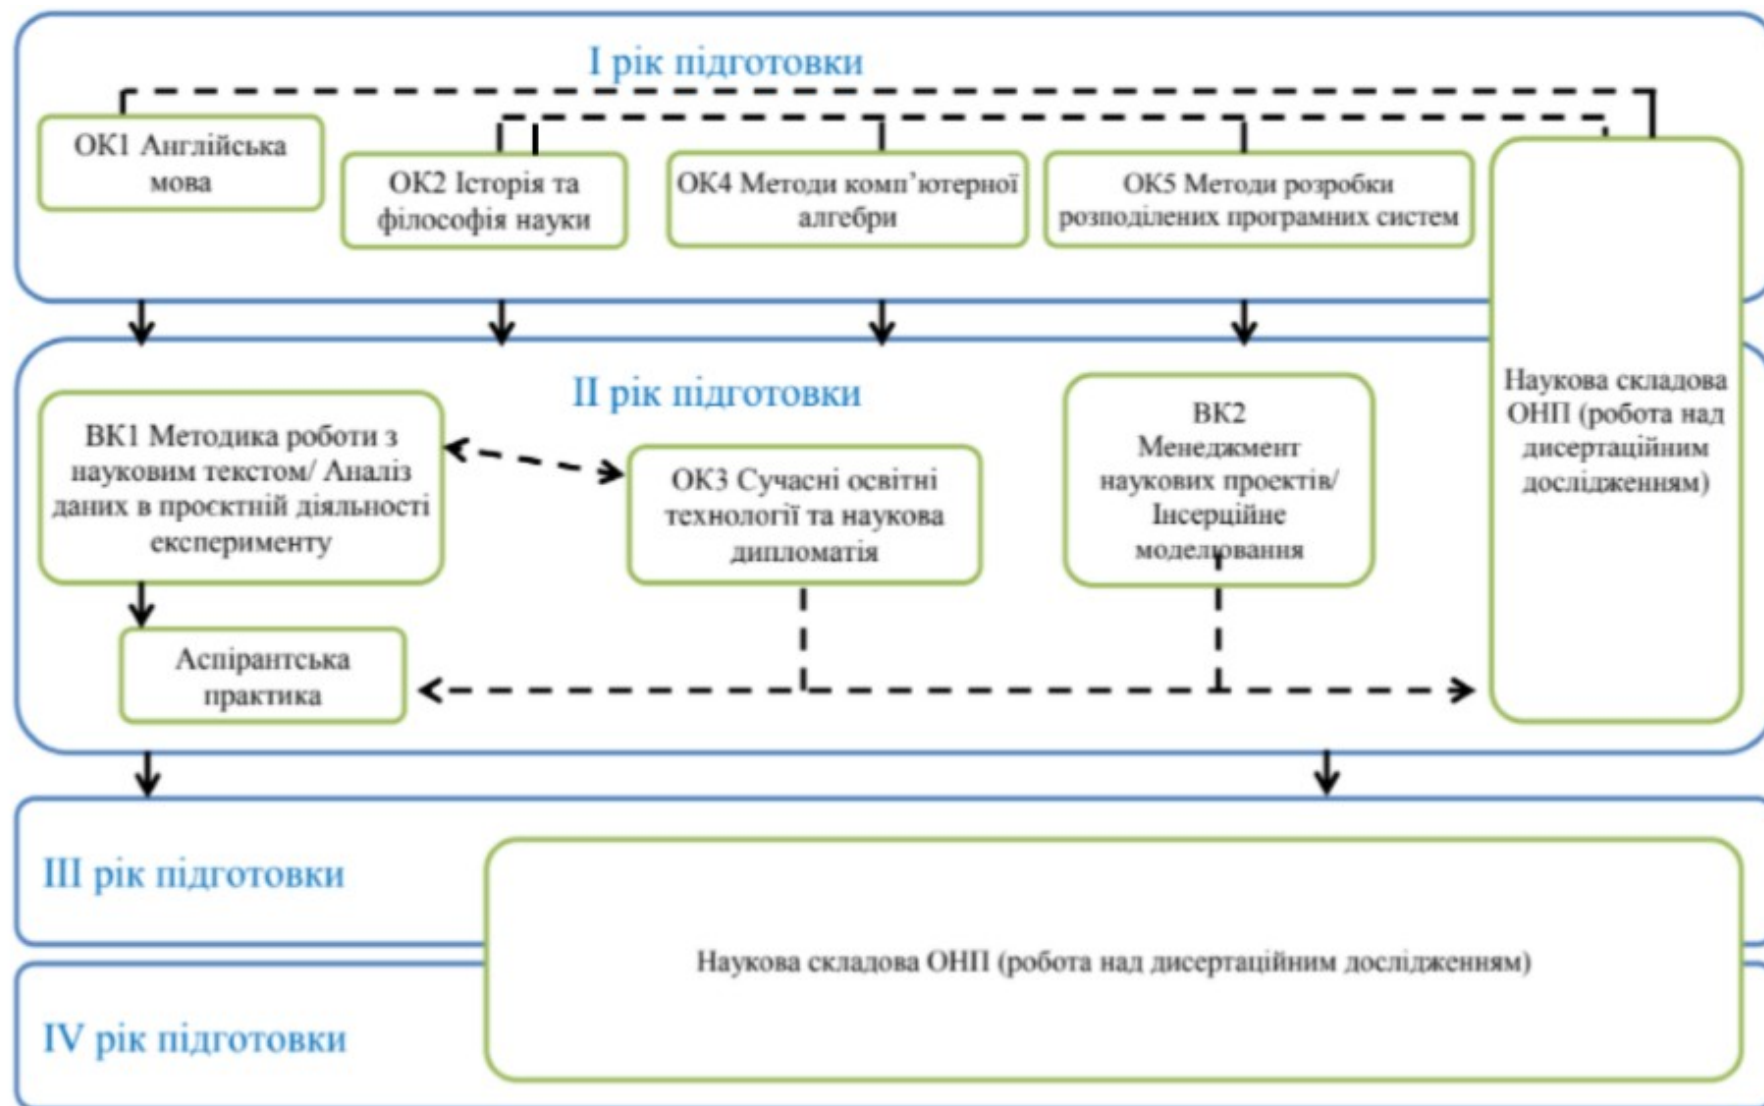 І рік підготовки
ОК1 Англійська
мова
ОК2 Історія та
філософія науки
ОК4 Методи комп’ютерної
алгебри
ОК5 Методи розробки
розподілених програмних систем
Наукова складова
ОНП (робота над
дисертаційним
дослідженням)
ІІ рік підготовки
ВК1 Методика роботи з
науковим текстом/ Аналіз
даних в проєктній діяльності
експерименту
ОК3 Сучасні освітні
технології та наукова
дипломатія
ВК2
Менеджмент
наукових проектів/
Інсерційне
моделювання
Аспірантська
практика
ІІІ рік підготовки
Наукова складова ОНП (робота над дисертаційним дослідженням)
IV рік підготовки